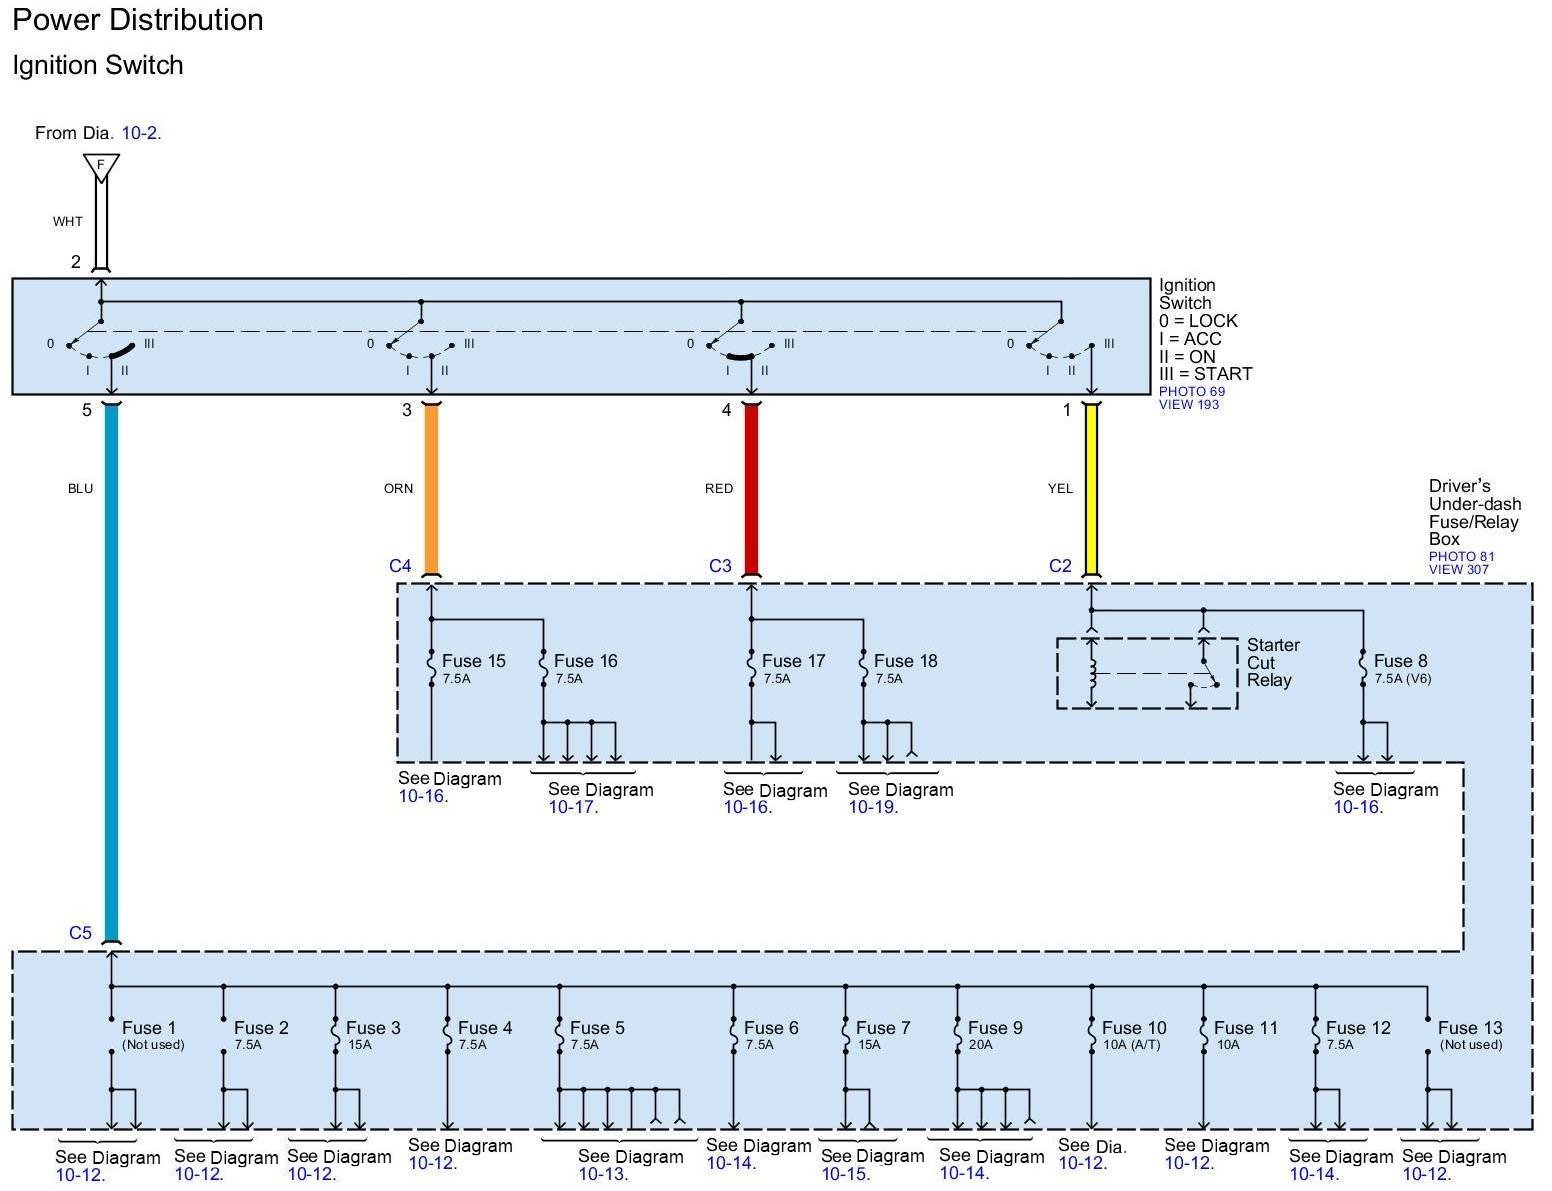 Power Distribution
Ignition Switch
From Dia. 10-2.
F
WHT
2
Ignition
Switch
0 = LOCK
I = ACC
II = ON
III = START
PHOTO 69
VIEW 193
0 III 0 III 0 III 0 III
I II I II I II I II
5 3 4 1
BLU ORN RED YEL
Driver's
Under-dash
Fuse/Relay
Box
PHOTO 81
VIEW 307
C4 C3 C2
Fuse 15
7.5A
Fuse 16
7.5A
Fuse 17
7.5A
Fuse 18
7.5A
Starter
Cut
Relay
Fuse 8
7.5A (V6)
See Diagram
10-16.
See Diagram
10-17.
See Diagram
10-16.
See Diagram
10-19.
See Diagram
10-16.
C5
Fuse 1
(Not used)
Fuse 2
7.5A
Fuse 3
15A
Fuse 4
7.5A
Fuse 5
7.5A
Fuse 6
7.5A
Fuse 7
15A
Fuse 9
20A
Fuse 10
10A (A/T)
Fuse 11
10A
Fuse 12
7.5A
Fuse 13
(Not used)
See Diagram
10-12.
See Diagram
10-12.
See Diagram
10-12.
See Diagram
10-12.
See Diagram
10-13.
See Diagram
10-14.
See Diagram
10-15.
See Diagram
10-14.
See Dia.
10-12.
See Diagram
10-12.
See Diagram
10-14.
See Diagram
10-12.